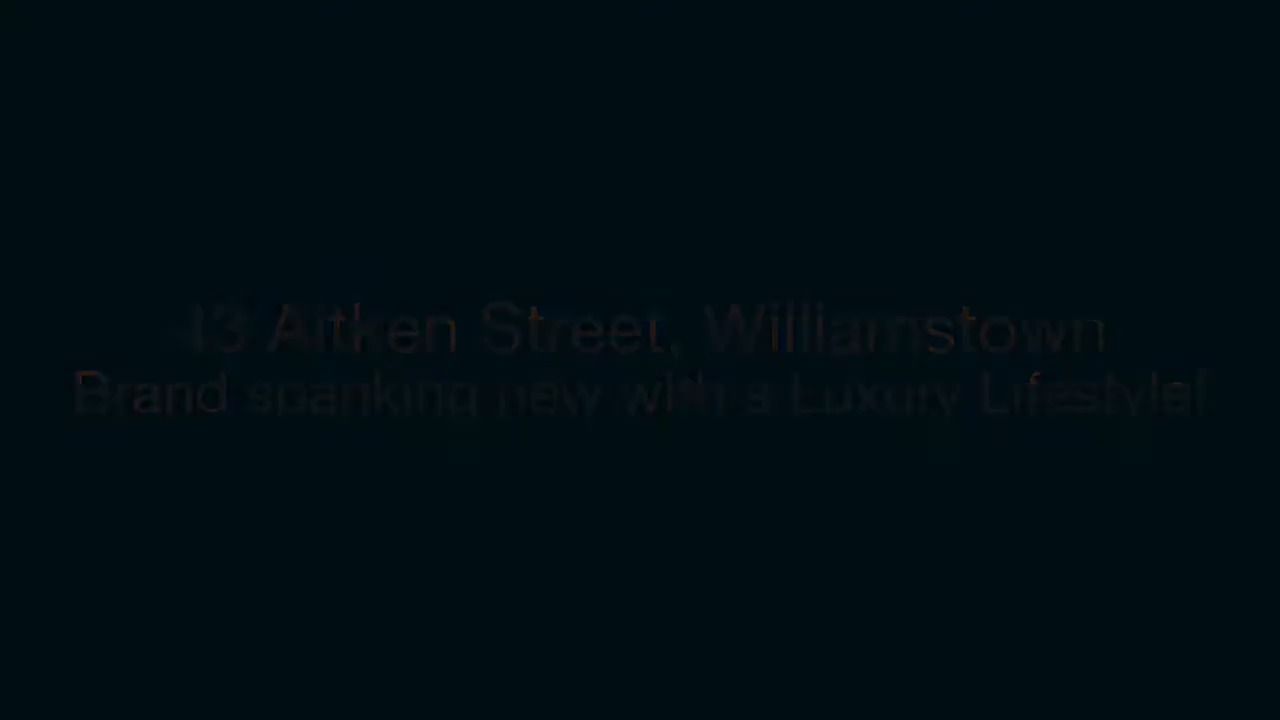 13 Aitken Street, Williamstown
Brand spanking new with a Luxury Lifestyle!